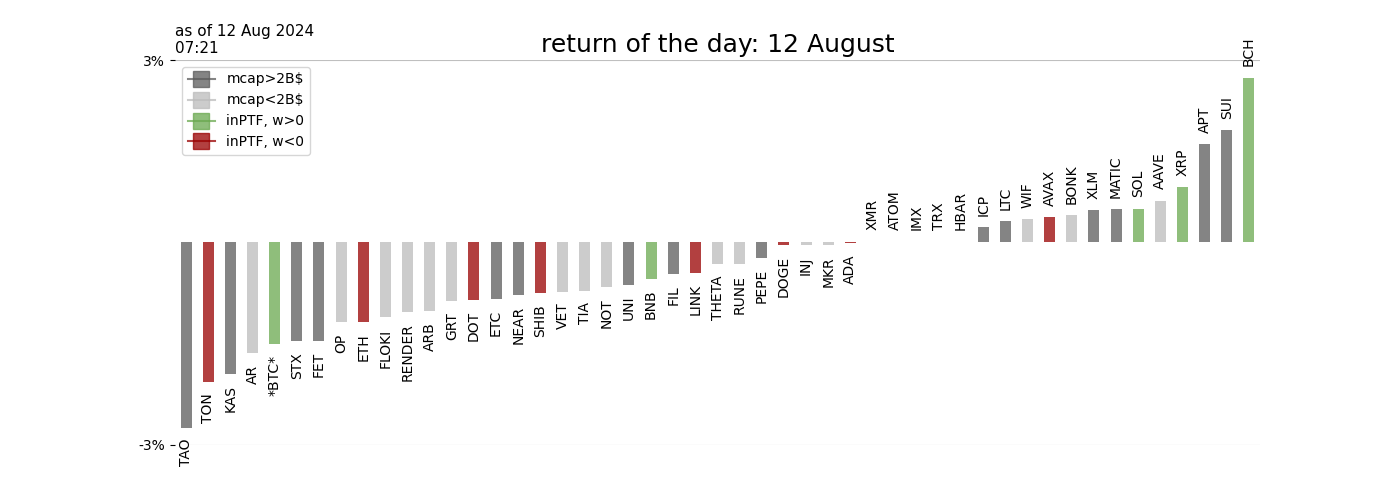 as of 12 Aug 2024
07:21
return of the day: 12 August
3%
mcap>2B$
mcap<2B$
inPTF, w>0
inPTF, w<0
-3%
TAO
TON
KAS
AR
*BTC*
STX
FET
OP
ETH
FLOKI
RENDER
ARB
GRT
DOT
ETC
NEAR
SHIB
VET
TIA
NOT
UNI
BNB
FIL
LINK
THETA
RUNE
PEPE
DOGE
INJ
MKR
ADA
XMR
ATOM
IMX
TRX
HBAR
ICP
LTC
WIF
AVAX
BONK
XLM
MATIC
SOL
AAVE
XRP
APT
SUI
BCH